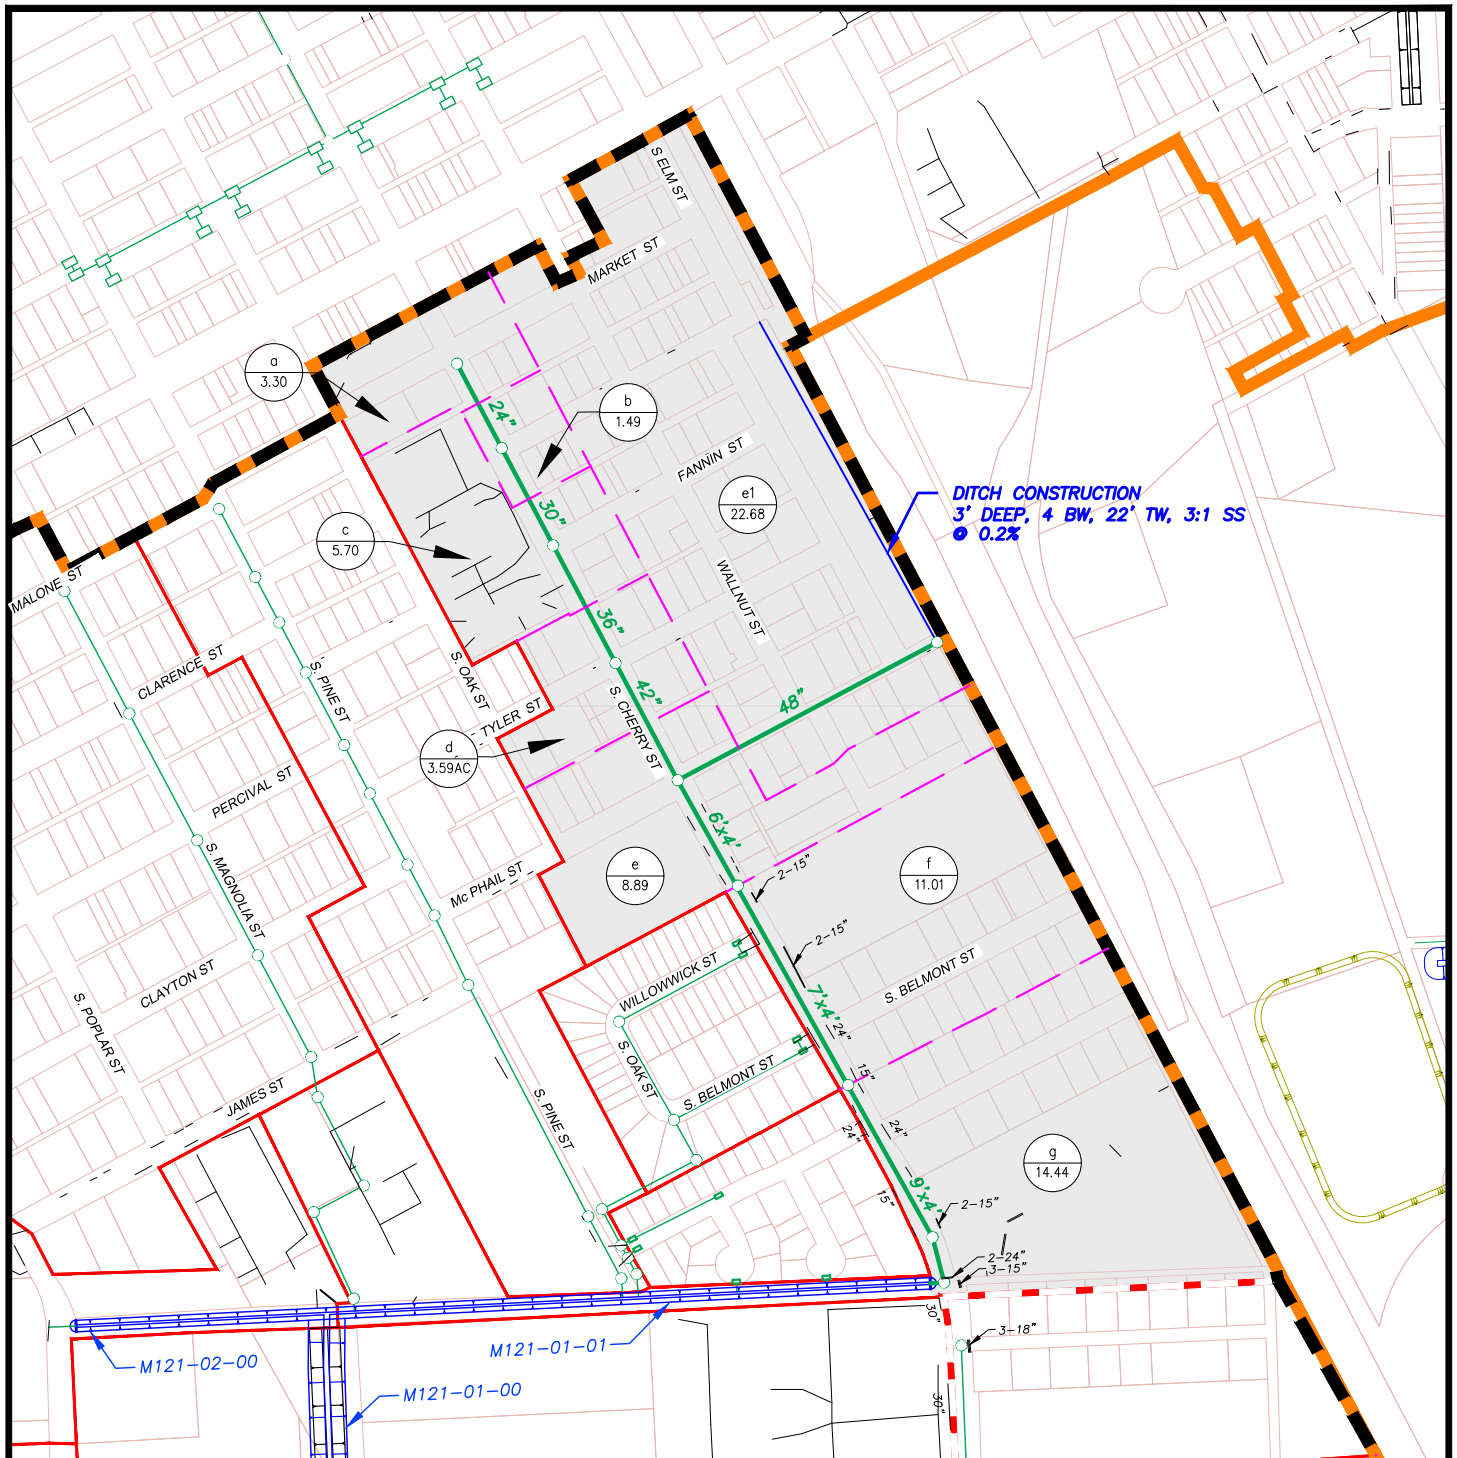 S ELM ST
MARKET ST
a
3.30
b
1.49
24"
FANNIN ST
e1
22.68
DITCH CONSTRUCTION
3' DEEP, 4 BW, 22' TW, 3:1 SS
@ 0.2%
c
5.70
30"
MALONE ST
WALLNUT ST
36"
CLARENCE ST
S. PINE ST
S. OAK ST
42"
S. CHERRY ST
48"
TYLER ST
d
3.59AC
PERCIVAL ST
6'x4'
2-15"
S. MAGNOLIA ST
Mc PHAIL ST
e
8.89
f
11.01
2-15"
CLAYTON ST
WILLOWWICK ST
S. BELMONT ST
7'x4'
24"
S. POPLAR ST
S. OAK ST
S. BELMONT ST
15"
JAMES ST
S. PINE ST
24"
24"
g
14.44
15"
9'x4'
2-15"
2-24"
3-15"
30"
3-18"
M121-02-00
M121-01-01
M121-01-00
30"